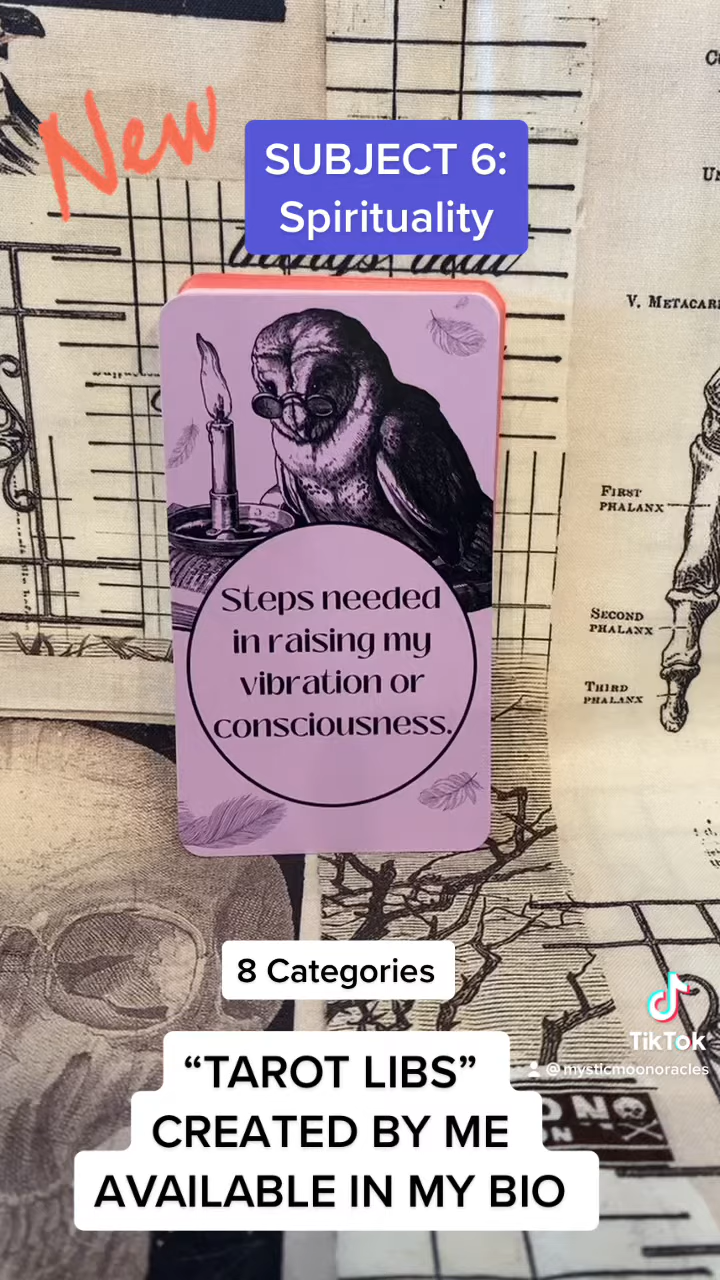 New
SUBJECT 6:
Spirituality
V. METACAR
FIRST
PHALANX
SECOND
PHALANX
THIRD
PHALANX
Steps needed
in raising my
vibration or
consciousness.
8 Categories
TikTok
@mysticmoonoracles
“TAROT LIBS”
CREATED BY ME
AVAILABLE IN MY BIO